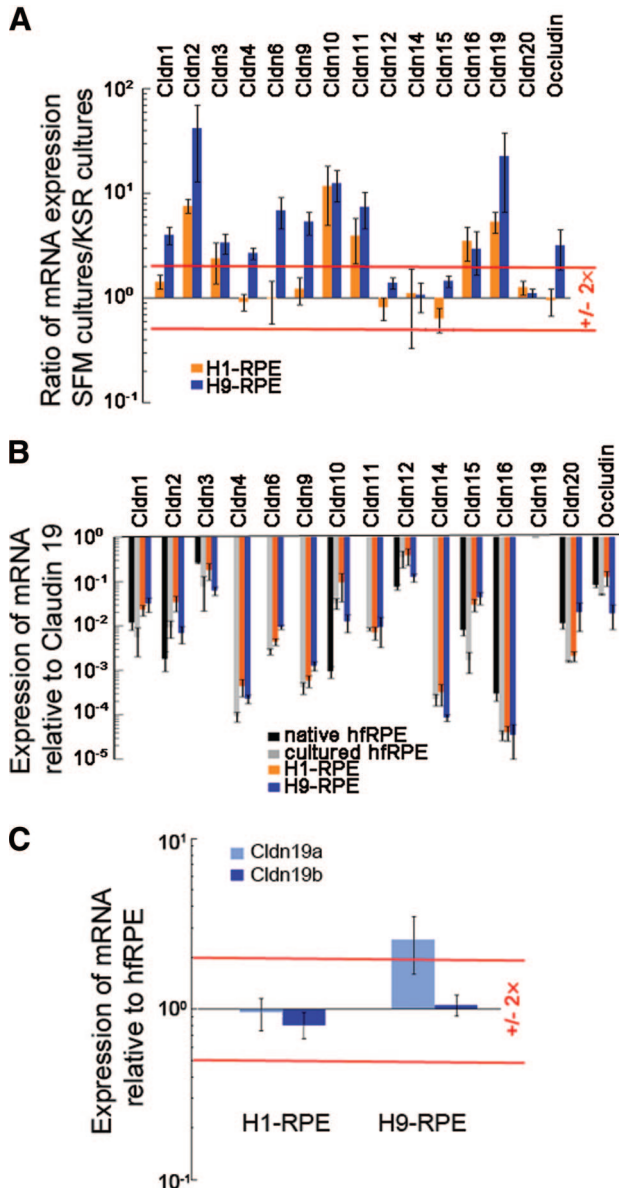 A
Cldn1 Cldn2 Cldn3 Cldn4 Cldn6 Cldn9 Cldn10 Cldn11 Cldn12 Cldn14 Cldn15 Cldn16 Cldn19 Cldn20 Occludin
Ratio of mRNA expression
SFM cultures/KSR cultures
10²
10¹
10⁰
10⁻¹
+/- 2×
H1-RPE
H9-RPE
B
Cldn1 Cldn2 Cldn3 Cldn4 Cldn6 Cldn9 Cldn10 Cldn11 Cldn12 Cldn14 Cldn15 Cldn16 Cldn19 Cldn20 Occludin
Expression of mRNA
relative to Claudin 19
10⁰
10⁻¹
10⁻²
10⁻³
10⁻⁴
10⁻⁵
native hfRPE
cultured hfRPE
H1-RPE
H9-RPE
C
Expression of mRNA
relative to hfRPE
10¹
10⁰
10⁻¹
Cldn19a
Cldn19b
+/- 2×
H1-RPE H9-RPE